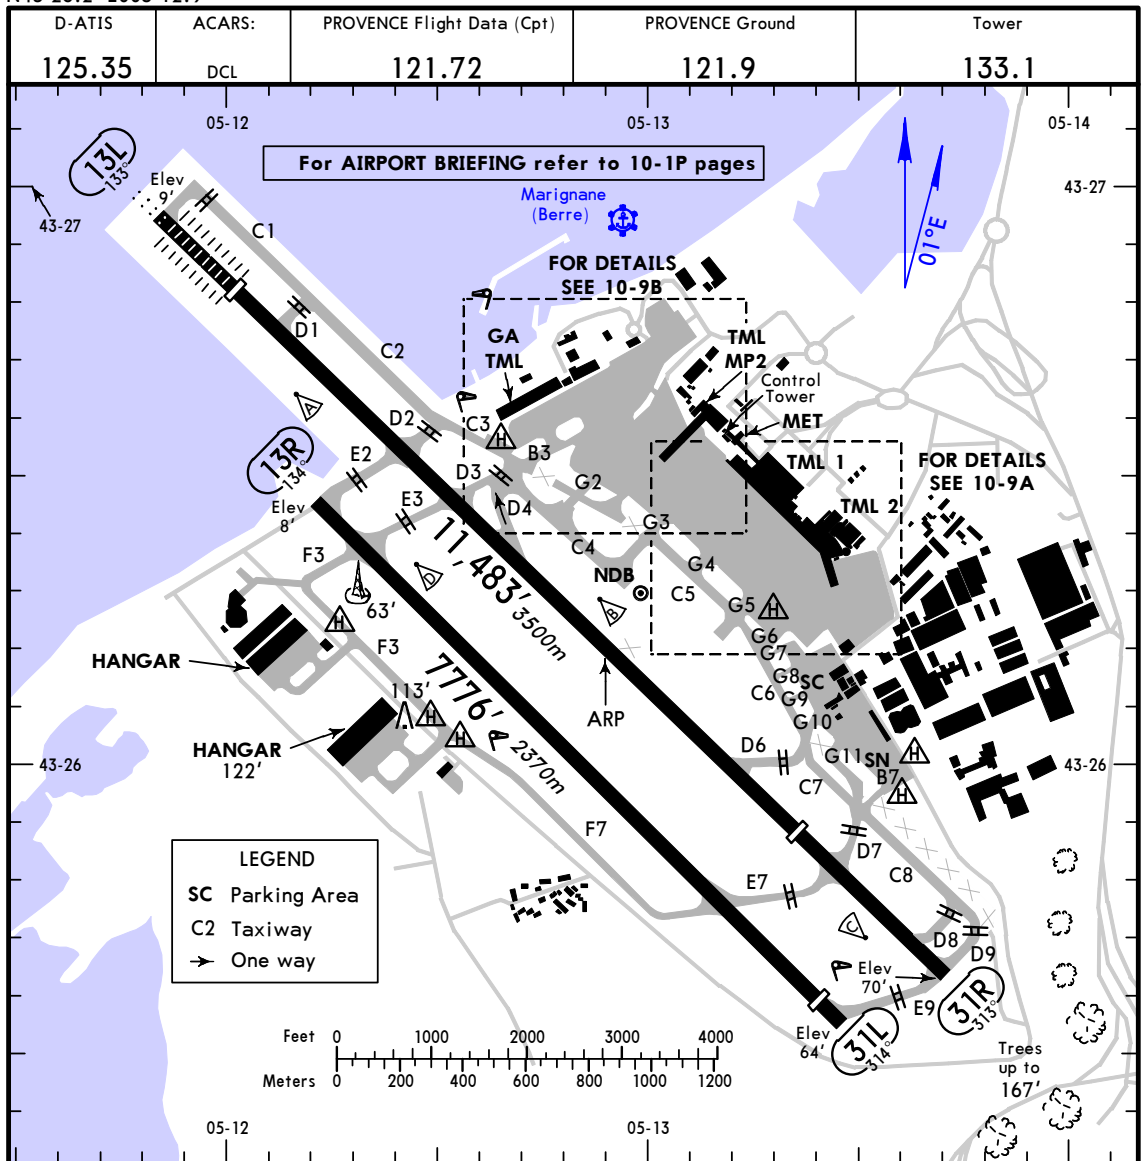 D-ATIS
ACARS:
PROVENCE Flight Data (Cpt)
PROVENCE Ground
Tower
125.35
DCL
121.72
121.9
133.1
05-12
05-13
05-14
13L
133°
For AIRPORT BRIEFING refer to 10-1P pages
Elev
9'
43-27
43-27
Marignane
(Berre)
01°E
C1
FOR DETAILS
SEE 10-9B
D1
GA
TML
TML
MP2
C2
Control
Tower
A
MET
D2
C3
H
B3
13R
134°
E2
D3
G2
TML 1
FOR DETAILS
SEE 10-9A
Elev
8'
E3
D4
TML 2
G3
11,483' 3500m
C4
F3
G4
NDB
D
C5
63'
B
G5
H
H
G6
G7
F3
HANGAR
7776' 2370m
G8
SC
C6
G9
113'
H
ARP
G10
H
HANGAR
122'
D6
G11
SN
H
43-26
43-26
B7
C7
H
F7
D7
LEGEND
C8
SC Parking Area
E7
C2 Taxiway
C
D8
One way
D9
Elev
70'
E9
31R
313°
Elev
64'
31L
314°
Feet 0 1000 2000 3000 4000
Meters 0 200 400 600 800 1000 1200
Trees
up to
167'
05-12
05-13